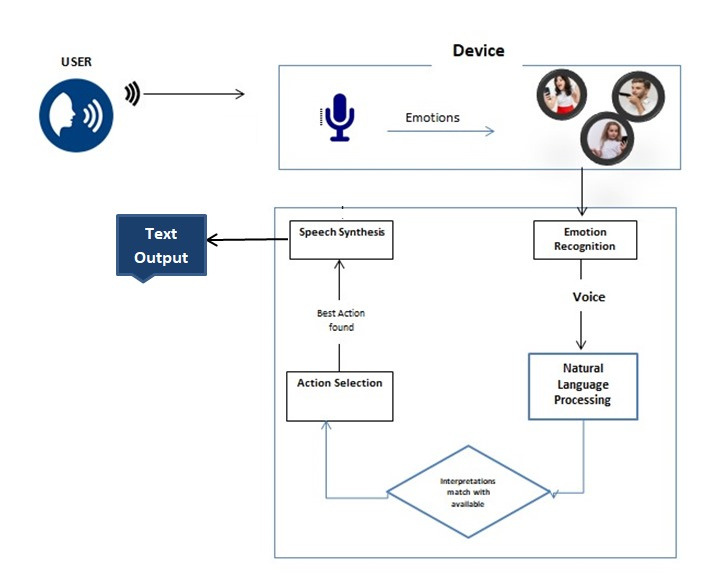 USER
Device
Emotions
Text
Output
Speech Synthesis
Emotion
Recognition
Voice
Best Action
found
Natural
Language
Processing
Action Selection
Interpretations
match with
available